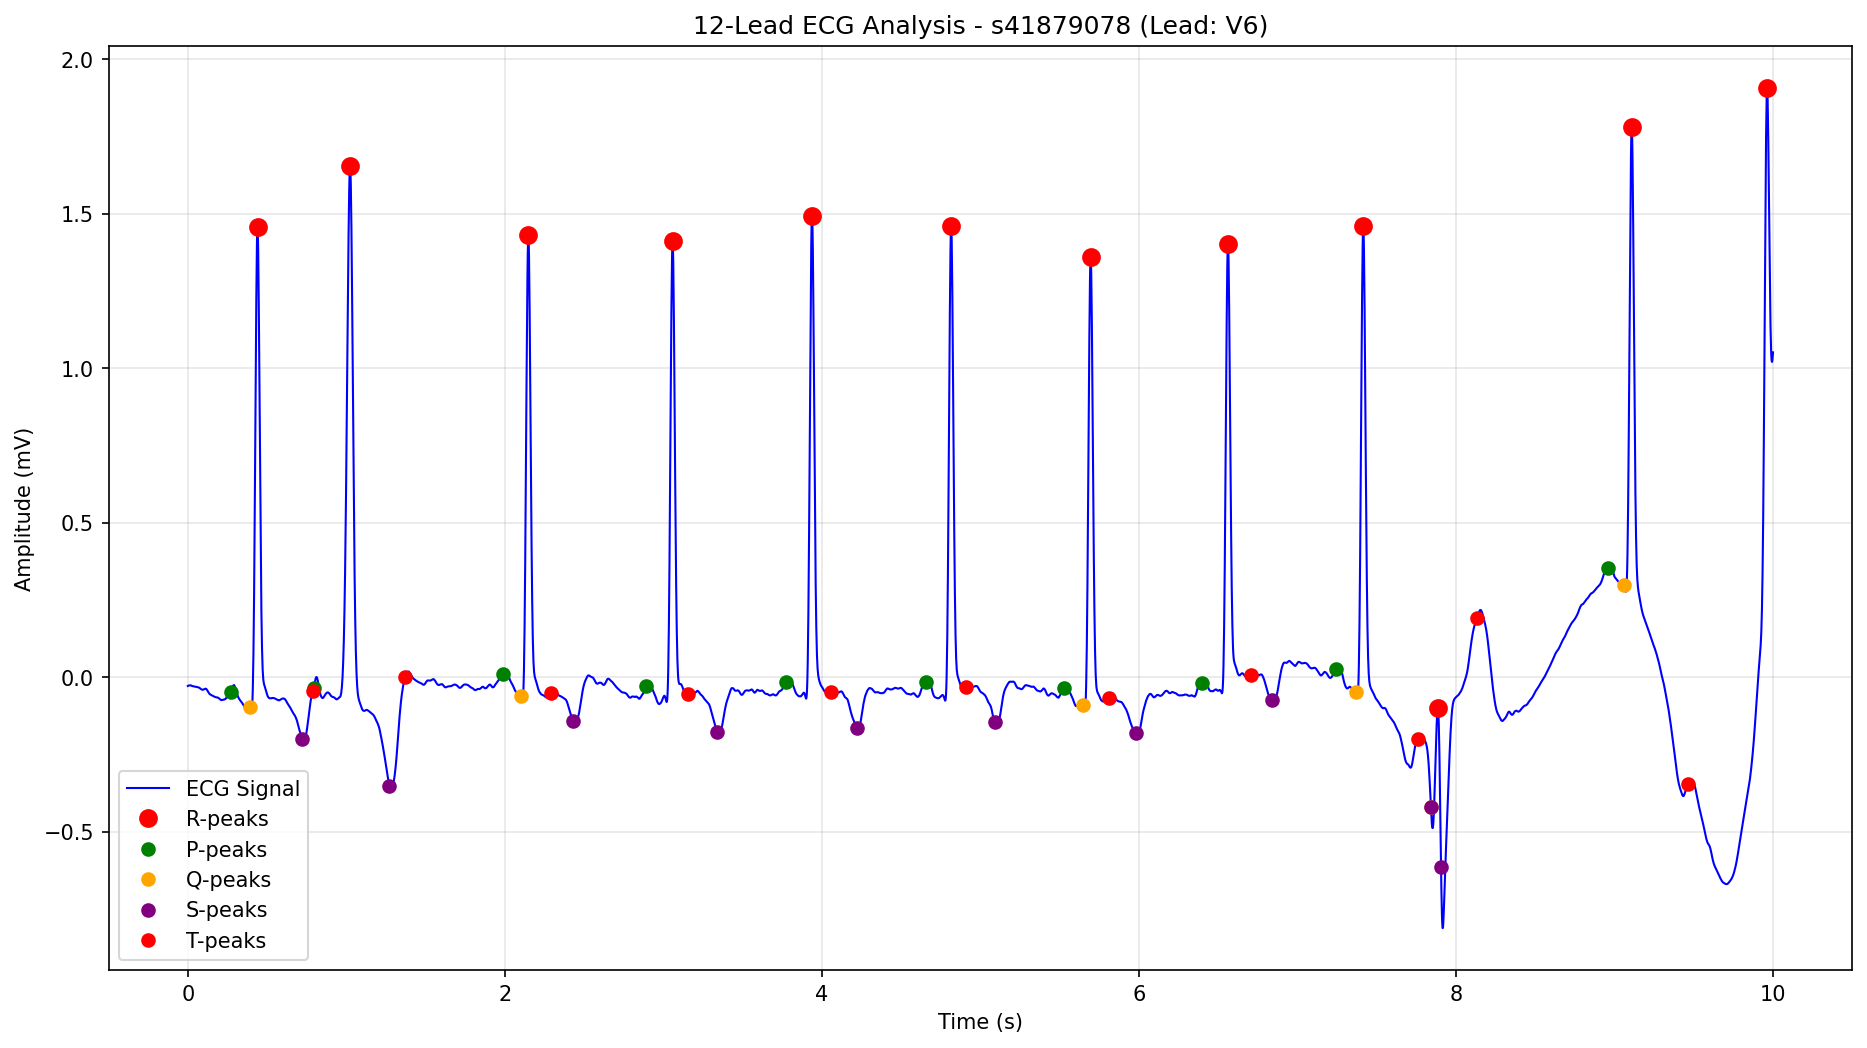 12-Lead ECG Analysis - s41879078 (Lead: V6)
2.0
1.5
1.0
0.5
0.0
−0.5
Amplitude (mV)
ECG Signal
R-peaks
P-peaks
Q-peaks
S-peaks
T-peaks
0 2 4 6 8 10
Time (s)